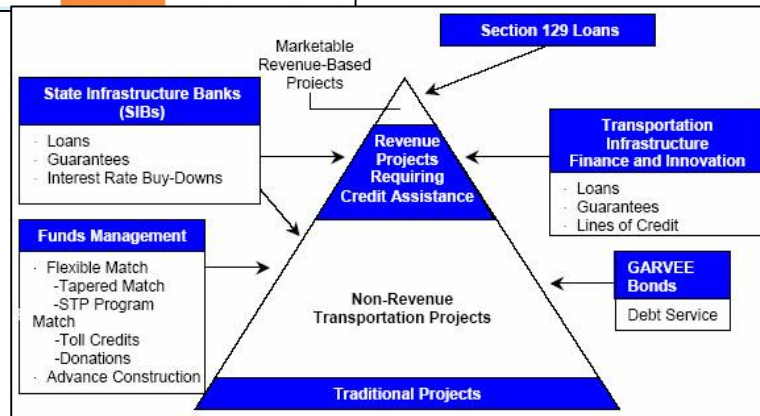 Section 129 Loans
Marketable
Revenue-Based
Projects
State Infrastructure Banks
(SIBs)
· Loans
· Guarantees
· Interest Rate Buy-Downs
Revenue
Projects
Requiring
Credit Assistance
Transportation
Infrastructure
Finance and Innovation
· Loans
· Guarantees
· Lines of Credit
Funds Management
· Flexible Match
-Tapered Match
-STP Program
Match
-Toll Credits
-Donations
· Advance Construction
Non-Revenue
Transportation Projects
GARVEE
Bonds
Debt Service
Traditional Projects